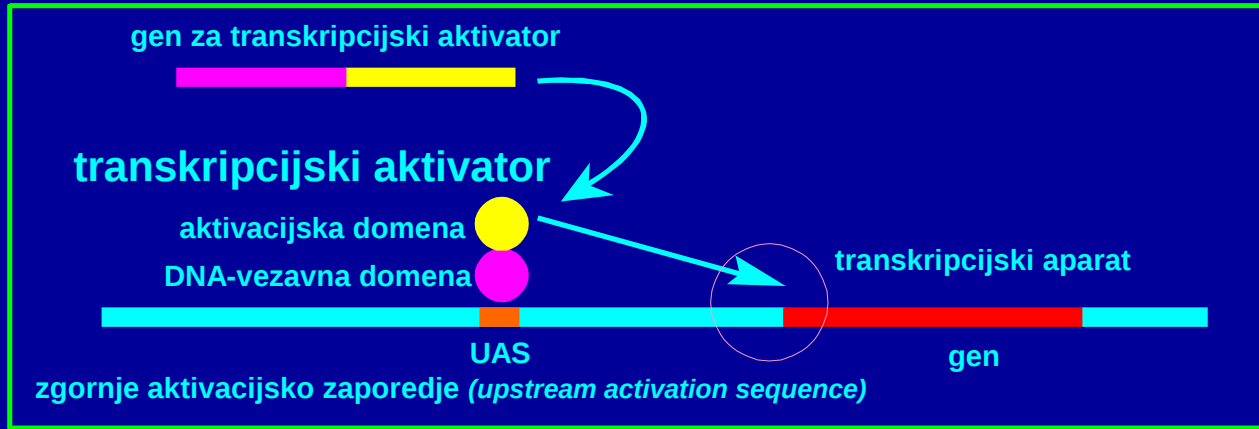 gen za transkripcijski aktivator
transkripcijski aktivator
aktivacijska domena
DNA-vezavna domena
transkripcijski aparat
UAS
gen
zgornje aktivacijsko zaporedje (upstream activation sequence)